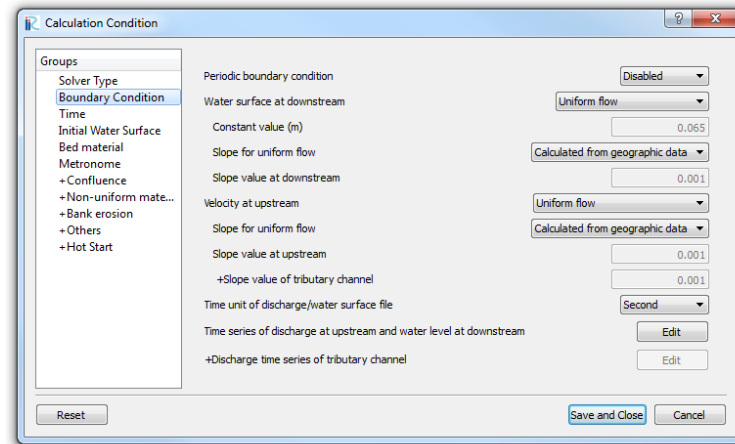 Calculation Condition
?
Groups
Solver Type
Boundary Condition
Time
Initial Water Surface
Bed material
Metronome
+Confluence
+Non-uniform mate...
+Bank erosion
+Others
+Hot Start
Periodic boundary condition Disabled
Water surface at downstream Uniform flow
Constant value (m) 0.065
Slope for uniform flow Calculated from geographic data
Slope value at downstream 0.001
Velocity at upstream Uniform flow
Slope for uniform flow Calculated from geographic data
Slope value at upstream 0.001
+Slope value of tributary channel 0.001
Time unit of discharge/water surface file Second
Time series of discharge at upstream and water level at downstream Edit
+Discharge time series of tributary channel Edit
Reset Save and Close Cancel